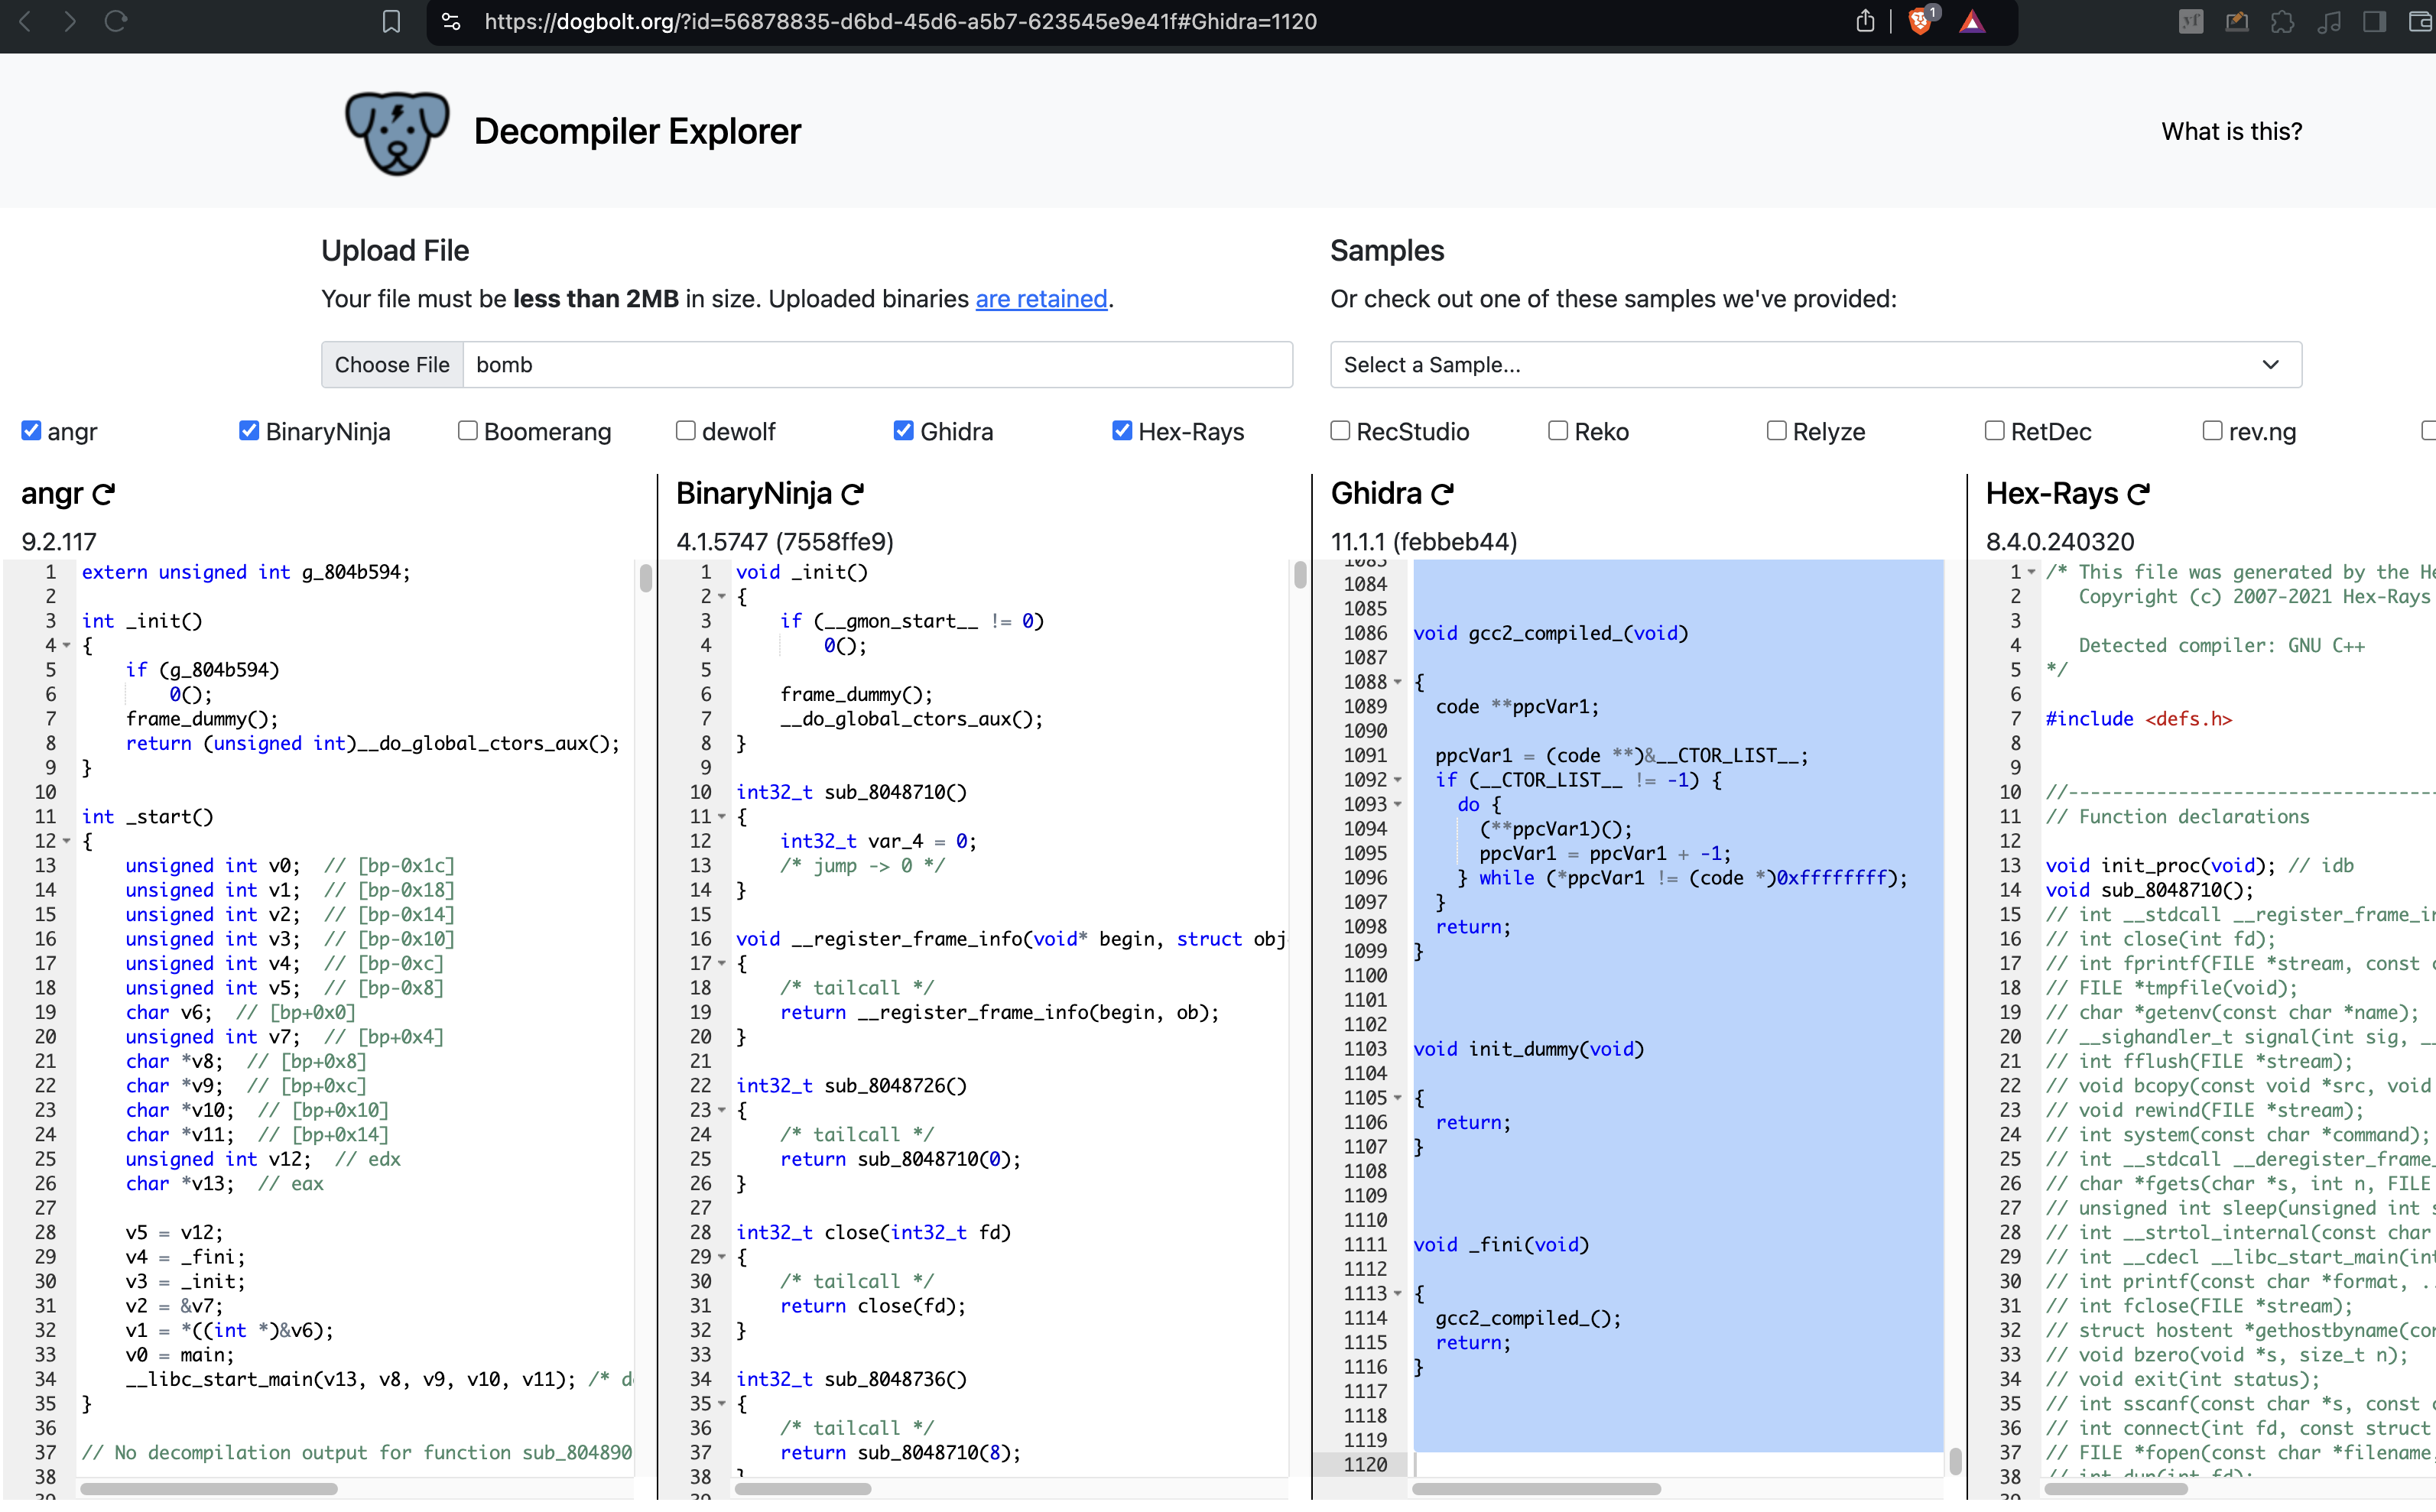 https://dogbolt.org/?id=56878835-d6bd-45d6-a5b7-623545e9e41f#Ghidra=1120
1
Decompiler Explorer
What is this?
Upload File
Your file must be less than 2MB in size. Uploaded binaries are retained.
Choose File bomb
Samples
Or check out one of these samples we've provided:
Select a Sample...
angr BinaryNinja Boomerang dewolf Ghidra Hex-Rays RecStudio Reko Relyze RetDec rev.ng
angr
9.2.117
1 extern unsigned int g_804b594;
2
3 int _init()
4 {
5     if (g_804b594)
6         0();
7     frame_dummy();
8     return (unsigned int)__do_global_ctors_aux();
9 }
10
11 int _start()
12 {
13     unsigned int v0;  // [bp-0x1c]
14     unsigned int v1;  // [bp-0x18]
15     unsigned int v2;  // [bp-0x14]
16     unsigned int v3;  // [bp-0x10]
17     unsigned int v4;  // [bp-0xc]
18     unsigned int v5;  // [bp-0x8]
19     char v6;  // [bp+0x0]
20     unsigned int v7;  // [bp+0x4]
21     char *v8;  // [bp+0x8]
22     char *v9;  // [bp+0xc]
23     char *v10;  // [bp+0x10]
24     char *v11;  // [bp+0x14]
25     unsigned int v12;  // edx
26     char *v13;  // eax
27
28     v5 = v12;
29     v4 = _fini;
30     v3 = _init;
31     v2 = &v7;
32     v1 = *((int *)&v6);
33     v0 = main;
34     __libc_start_main(v13, v8, v9, v10, v11); /* d
35 }
36
37 // No decompilation output for function sub_804890
38
BinaryNinja
4.1.5747 (7558ffe9)
1 void _init()
2 {
3     if (__gmon_start__ != 0)
4         0();
5
6     frame_dummy();
7     __do_global_ctors_aux();
8 }
9
10 int32_t sub_8048710()
11 {
12     int32_t var_4 = 0;
13     /* jump -> 0 */
14 }
15
16 void __register_frame_info(void* begin, struct obj
17 {
18     /* tailcall */
19     return __register_frame_info(begin, ob);
20 }
21
22 int32_t sub_8048726()
23 {
24     /* tailcall */
25     return sub_8048710(0);
26 }
27
28 int32_t close(int32_t fd)
29 {
30     /* tailcall */
31     return close(fd);
32 }
33
34 int32_t sub_8048736()
35 {
36     /* tailcall */
37     return sub_8048710(8);
38 }
Ghidra
11.1.1 (febbeb44)
1083
1084
1085
1086 void gcc2_compiled_(void)
1087
1088 {
1089   code **ppcVar1;
1090
1091   ppcVar1 = (code **)&__CTOR_LIST__;
1092   if (__CTOR_LIST__ != -1) {
1093     do {
1094       (**ppcVar1)();
1095       ppcVar1 = ppcVar1 + -1;
1096     } while (*ppcVar1 != (code *)0xffffffff);
1097   }
1098   return;
1099 }
1100
1101
1102
1103 void init_dummy(void)
1104
1105 {
1106   return;
1107 }
1108
1109
1110
1111 void _fini(void)
1112
1113 {
1114   gcc2_compiled_();
1115   return;
1116 }
1117
1118
1119
1120
Hex-Rays
8.4.0.240320
1 /* This file was generated by the He
2    Copyright (c) 2007-2021 Hex-Rays
3
4    Detected compiler: GNU C++
5 */
6
7 #include <defs.h>
8
9
10 //---------------------------------
11 // Function declarations
12
13 void init_proc(void); // idb
14 void sub_8048710();
15 // int __stdcall __register_frame_i
16 // int close(int fd);
17 // int fprintf(FILE *stream, const
18 // FILE *tmpfile(void);
19 // char *getenv(const char *name);
20 // __sighandler_t signal(int sig, _
21 // int fflush(FILE *stream);
22 // void bcopy(const void *src, void
23 // void rewind(FILE *stream);
24 // int system(const char *command);
25 // int __stdcall __deregister_frame_
26 // char *fgets(char *s, int n, FILE
27 // unsigned int sleep(unsigned int s
28 // int __strtol_internal(const char
29 // int __cdecl __libc_start_main(int
30 // int printf(const char *format, ..
31 // int fclose(FILE *stream);
32 // struct hostent *gethostbyname(co
33 // void bzero(void *s, size_t n);
34 // void exit(int status);
35 // int sscanf(const char *s, const
36 // int connect(int fd, const struct
37 // FILE *fopen(const char *filename,
38 // int dup(int fd);